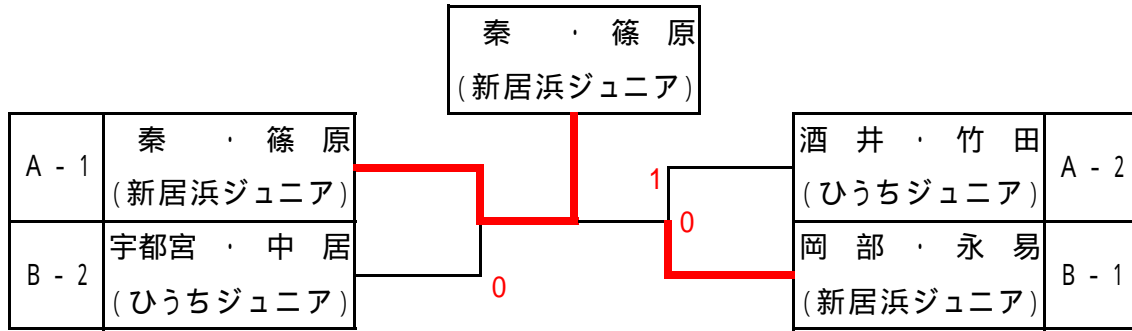 秦 ・ 篠 原
(新居浜ジュニア)
A - 1
秦 ・ 篠 原
(新居浜ジュニア)
B - 2
宇都宮 ・ 中 居
(ひうちジュニア)
0
1
0
酒 井 ・ 竹 田
(ひうちジュニア)
A - 2
岡 部 ・ 永 易
(新居浜ジュニア)
B - 1